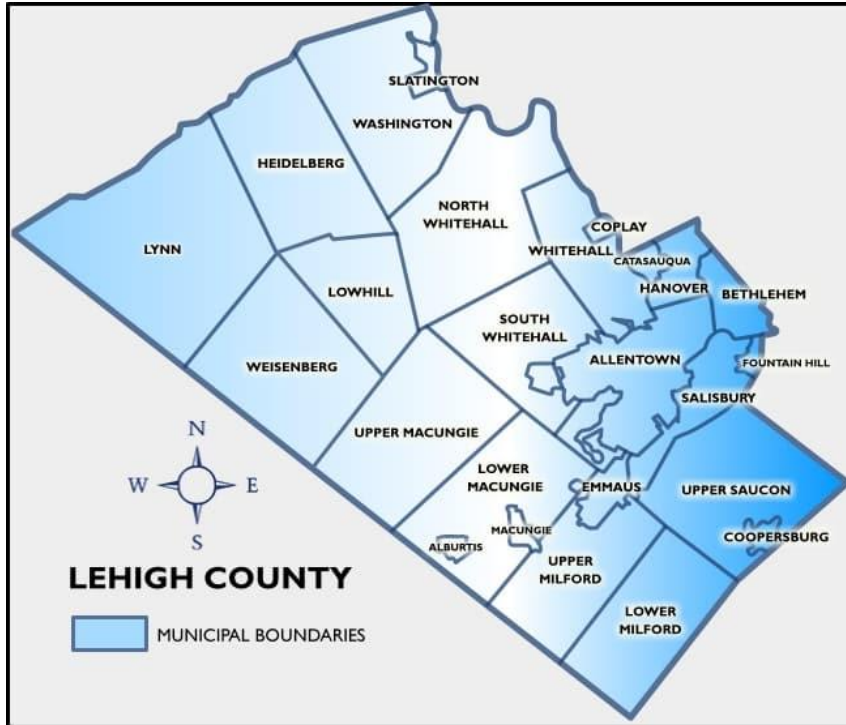 SLATINGTON
WASHINGTON
HEIDELBERG
NORTH
WHITEHALL
LYNN
COPLAY
WHITEHALL
CATASAUQUA
HANOVER
BETHLEHEM
LOWHILL
SOUTH
WHITEHALL
ALLENTOWN
FOUNTAIN HILL
WEISENBERG
SALISBURY
UPPER MACUNGIE
LOWER
MACUNGIE
EMMAUS
UPPER SAUCON
MACUNGIE
COOPERSBURG
ALBURTIS
UPPER
MILFORD
LOWER
MILFORD
N
W
E
S
LEHIGH COUNTY
MUNICIPAL BOUNDARIES